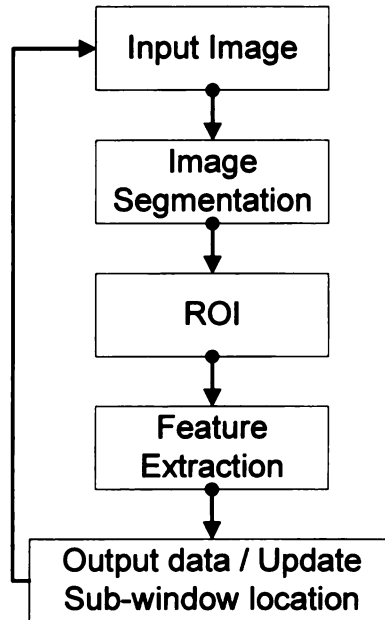 Input Image
Image
Segmentation
ROI
Feature
Extraction
Output data / Update
Sub-window location